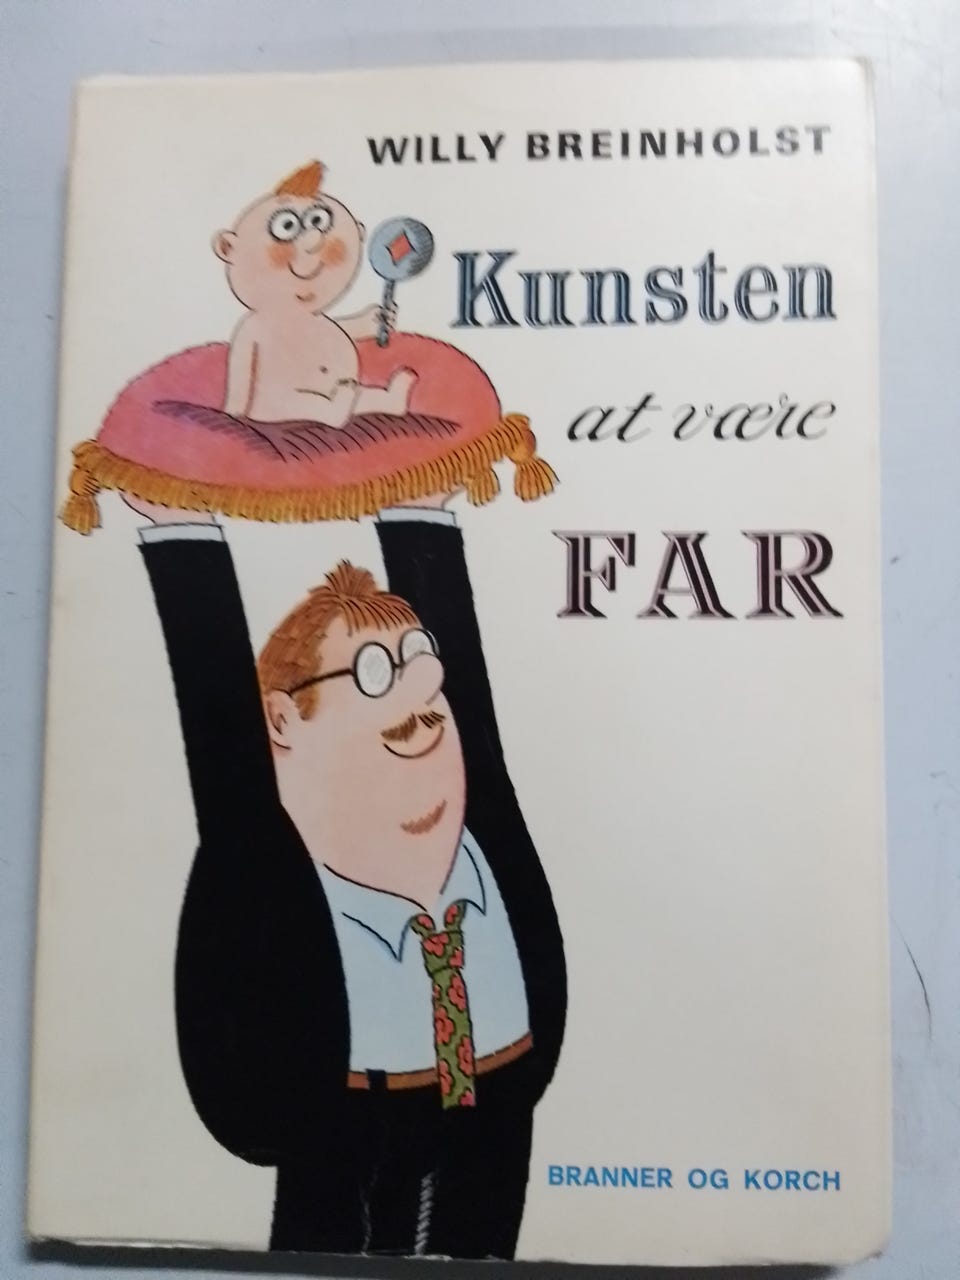 WILLY BREINHOLST
Kunsten
at være
FAR
BRANNER OG KORCH